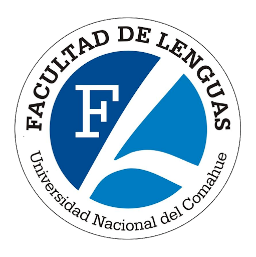 FACULTAD DE LENGUAS
F
Universidad Nacional del Comahue